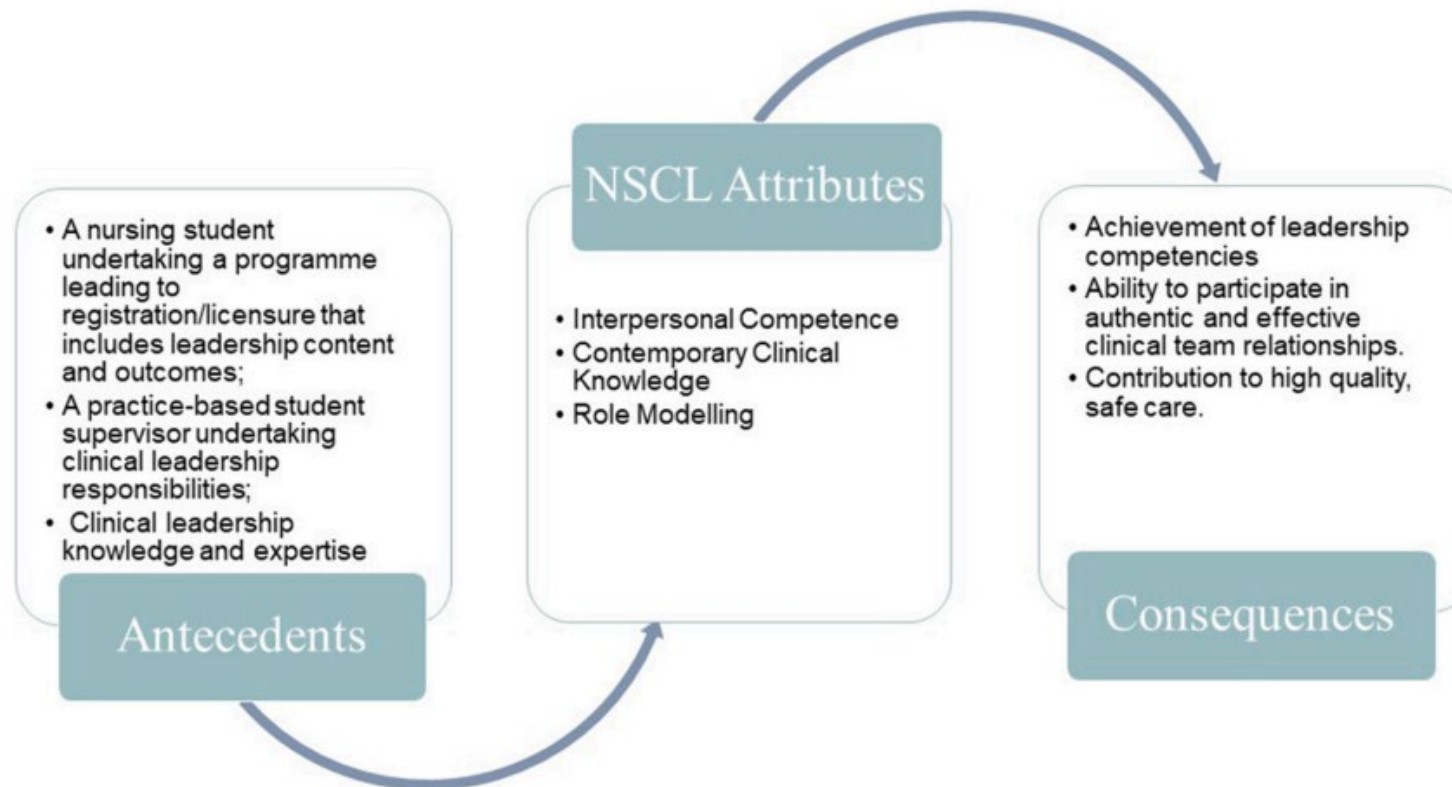 • A nursing student
undertaking a programme
leading to
registration/licensure that
includes leadership content
and outcomes;
• A practice-based student
supervisor undertaking
clinical leadership
responsibilities;
• Clinical leadership
knowledge and expertise
Antecedents
NSCL Attributes
• Interpersonal Competence
• Contemporary Clinical
Knowledge
• Role Modelling
• Achievement of leadership
competencies
• Ability to participate in
authentic and effective
clinical team relationships.
• Contribution to high quality,
safe care.
Consequences